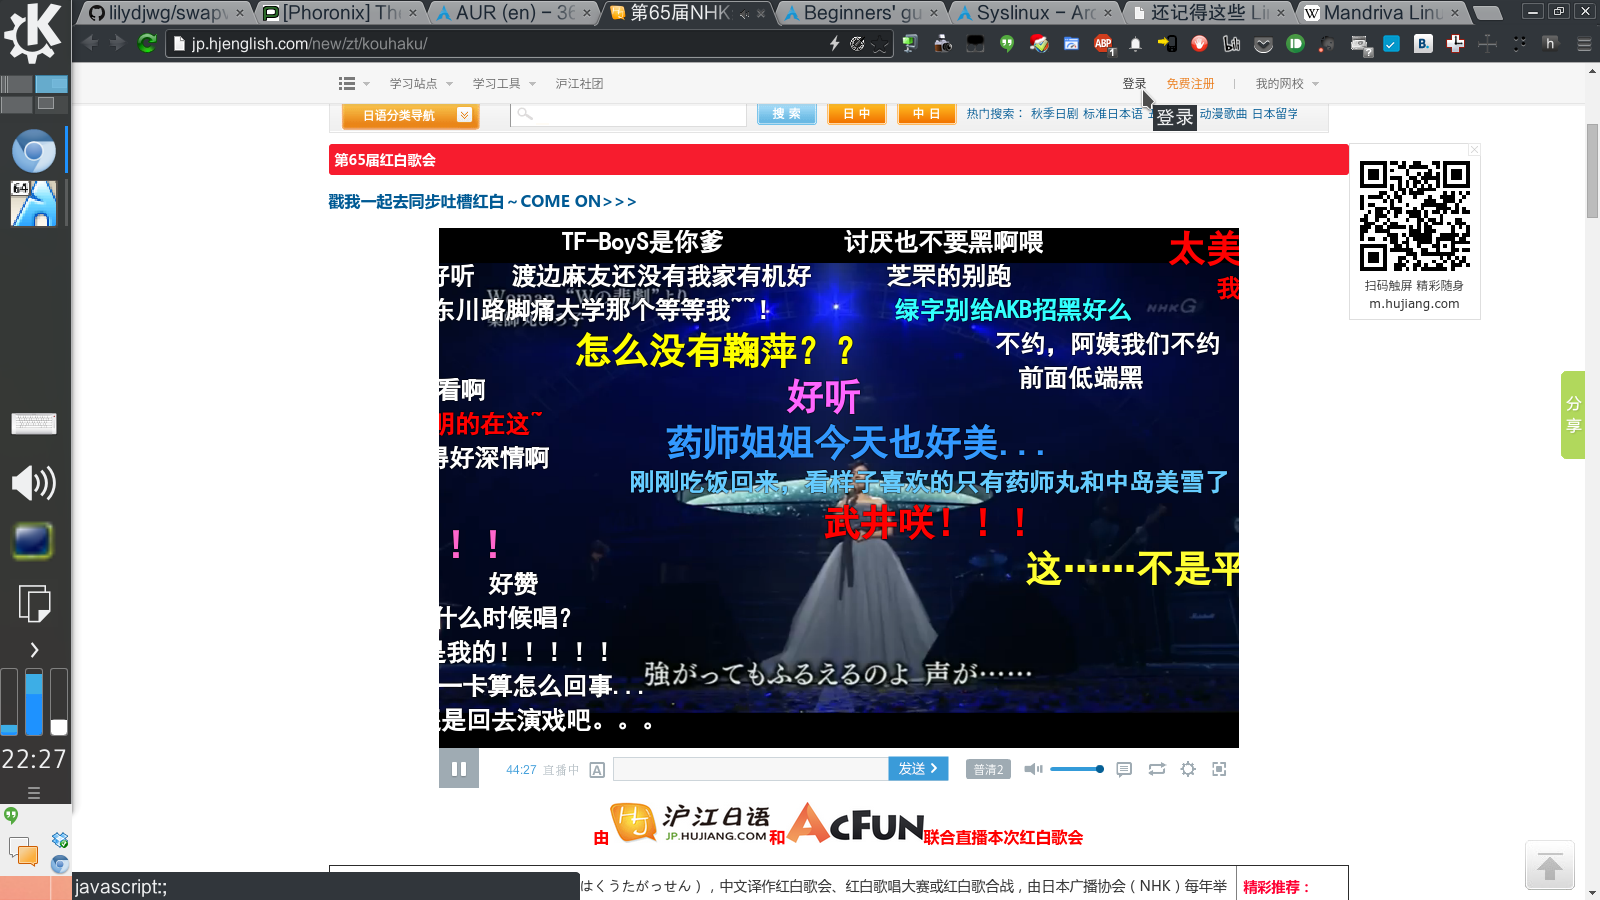 lilydjwg/swapv
[Phoronix] The
AUR (en) – 36
第65届NHK
Beginners' gu
Syslinux – Arc
还记得这些 Li
Mandriva Linu
jp.hjenglish.com/new/zt/kouhaku/
学习站点
学习工具
沪江社团
登录
免费注册
我的网校
日语分类导航
搜 索
日 中
中 日
热门搜索：
秋季日剧 标准日本语
动漫歌曲 日本留学
登录
第65届红白歌会
戳我一起去同步吐槽红白～COME ON>>>
TF-BoyS是你爹
讨厌也不要黑啊喂
太美
好听
渡边麻友还没有我家有机好
芝罘的别跑
我
Woman “Wの悲劇”より
NHK G
东川路脚痛大学那个等等我~~！
绿字别给AKB招黑好么
怎么没有鞠萍？？
不约，阿姨我们不约
前面低端黑
看啊
好听
明的在这~
药师姐姐今天也好美...
得好深情啊
刚刚吃饭回来，看样子喜欢的只有药师丸和中岛美雪了
武井咲！！！
！！
这……不是平
好赞
什么时候唱？
是我的！！！！！
強がってもふるえるのよ 声が……
一卡算怎么回事...
是回去演戏吧。。。
44:27
直播中
A
发送
普清2
由
沪江日语
JP.HUJIANG.COM
和
ACFUN
联合直播本次红白歌会
はくうたがっせん），中文译作红白歌会、红白歌唱大赛或红白歌合战，由日本广播协会（NHK）每年举
精彩推荐：
扫码触屏 精彩随身
m.hujiang.com
分
享
64
22:27
javascript:;